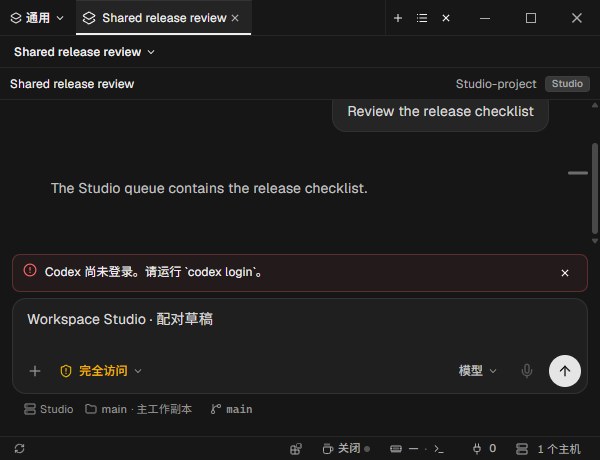 通用 Shared release review
Shared release review
Shared release review Studio-project Studio
Review the release checklist
The Studio queue contains the release checklist.
Codex 尚未登录。请运行 `codex login`。
Workspace Studio · 配对草稿
完全访问 模型
Studio main · 主工作副本 main
关闭 — · 0 1 个主机